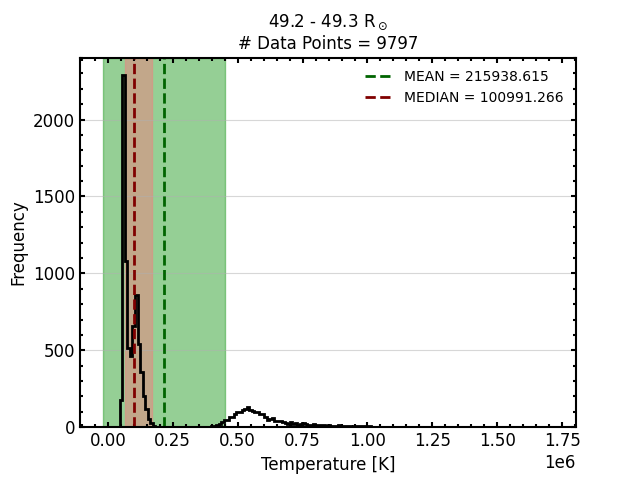 49.2 - 49.3 R⊙
# Data Points = 9797
MEAN = 215938.615
MEDIAN = 100991.266
Frequency
2000
1500
1000
500
0
0.00 0.25 0.50 0.75 1.00 1.25 1.50 1.75
1e6
Temperature [K]